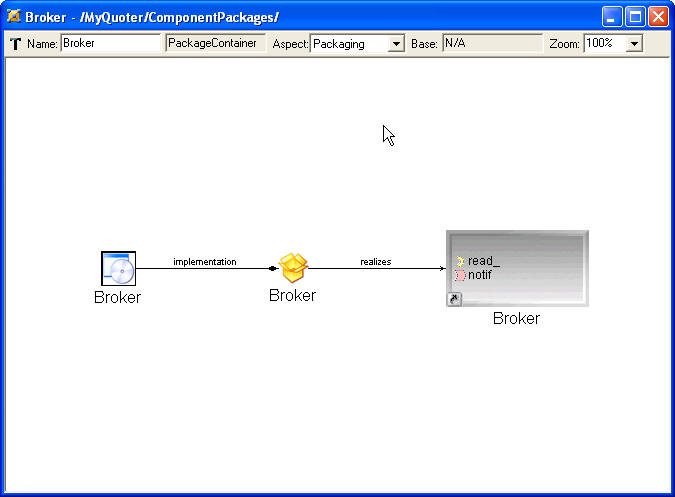 Broker - /MyQuoter/ComponentPackages/
T Name: Broker PackageContainer Aspect: Packaging Base: N/A Zoom: 100%
implementation
realizes
read_
notif
Broker
Broker
Broker